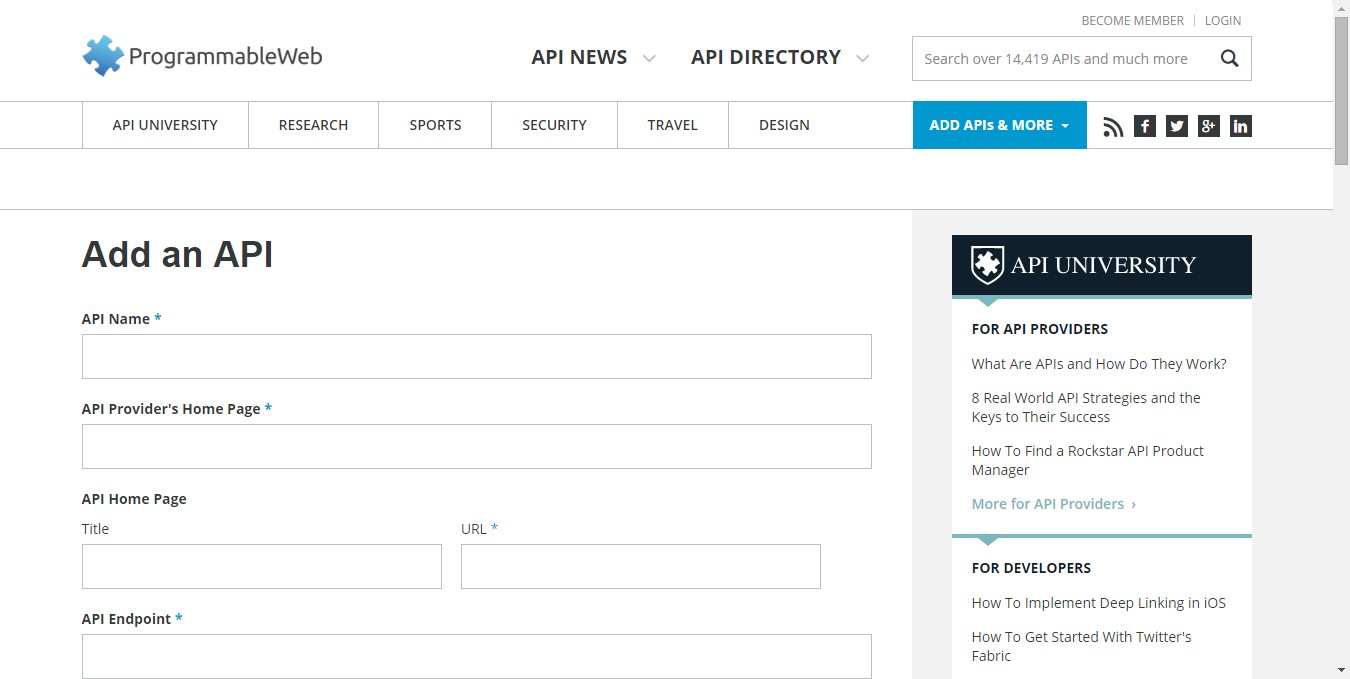 BECOME MEMBER
LOGIN
ProgrammableWeb
API NEWS
API DIRECTORY
Search over 14,419 APIs and much more
API UNIVERSITY
RESEARCH
SPORTS
SECURITY
TRAVEL
DESIGN
ADD APIs & MORE
f
g+
in
Add an API
API Name *
API Provider's Home Page *
API Home Page
Title
URL *
API Endpoint *
API UNIVERSITY
FOR API PROVIDERS
What Are APIs and How Do They Work?
8 Real World API Strategies and the
Keys to Their Success
How To Find a Rockstar API Product
Manager
More for API Providers ›
FOR DEVELOPERS
How To Implement Deep Linking in iOS
How To Get Started With Twitter's
Fabric